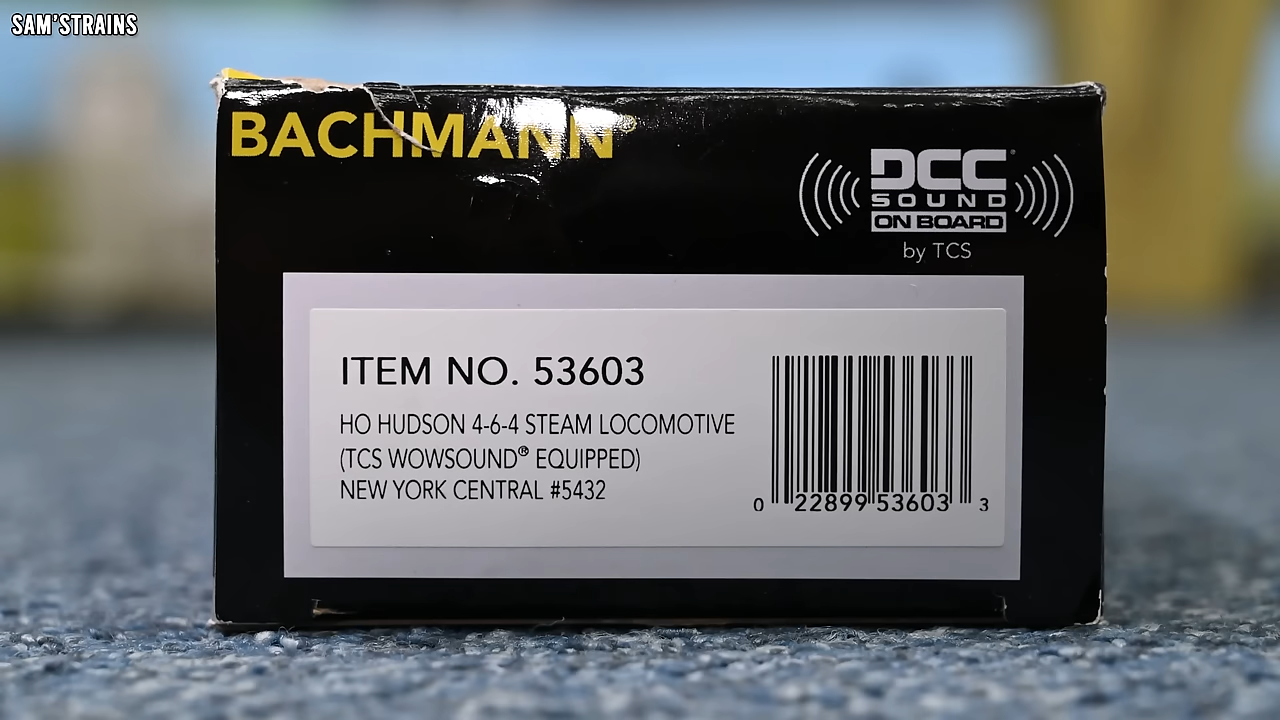 SAM'STRAINS
BACHMANN®
DCC®
SOUND
ON BOARD
by TCS
ITEM NO. 53603
HO HUDSON 4-6-4 STEAM LOCOMOTIVE
(TCS WOWSOUND® EQUIPPED)
NEW YORK CENTRAL #5432
0 22899 53603 3